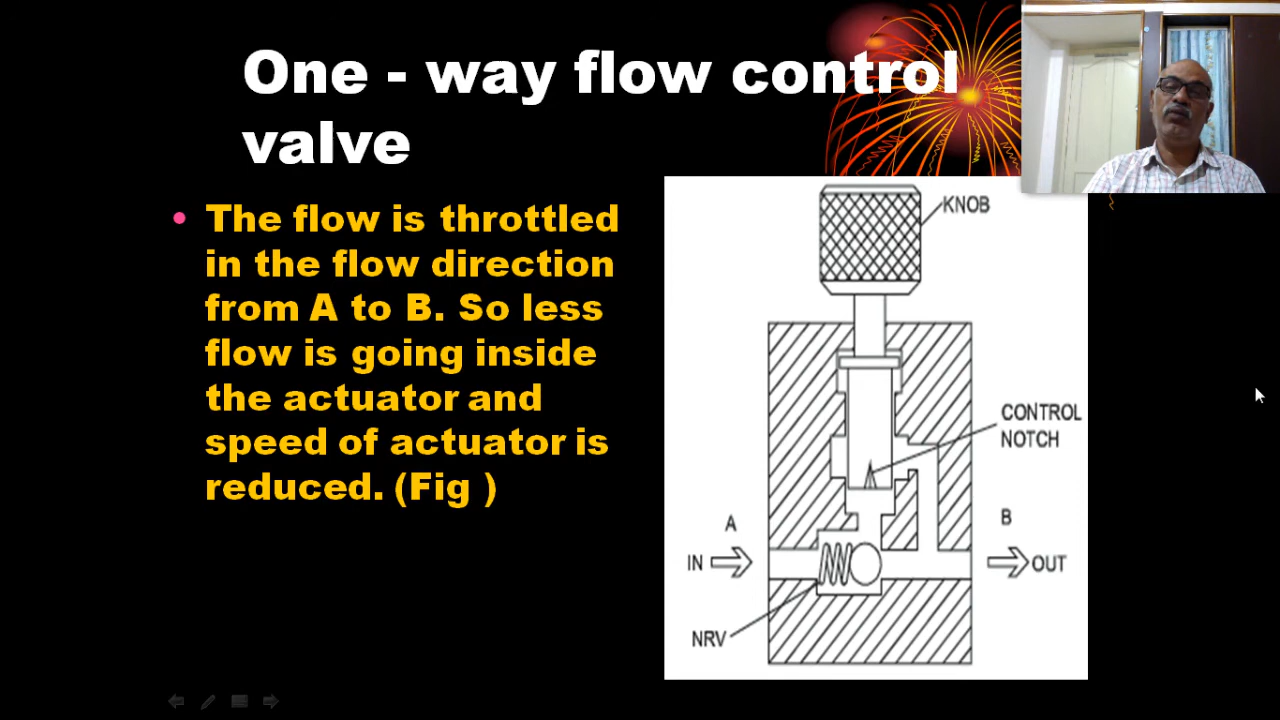 One - way flow control
valve
• The flow is throttled
in the flow direction
from A to B. So less
flow is going inside
the actuator and
speed of actuator is
reduced. (Fig )
KNOB
CONTROL
NOTCH
A
B
IN
OUT
NRV